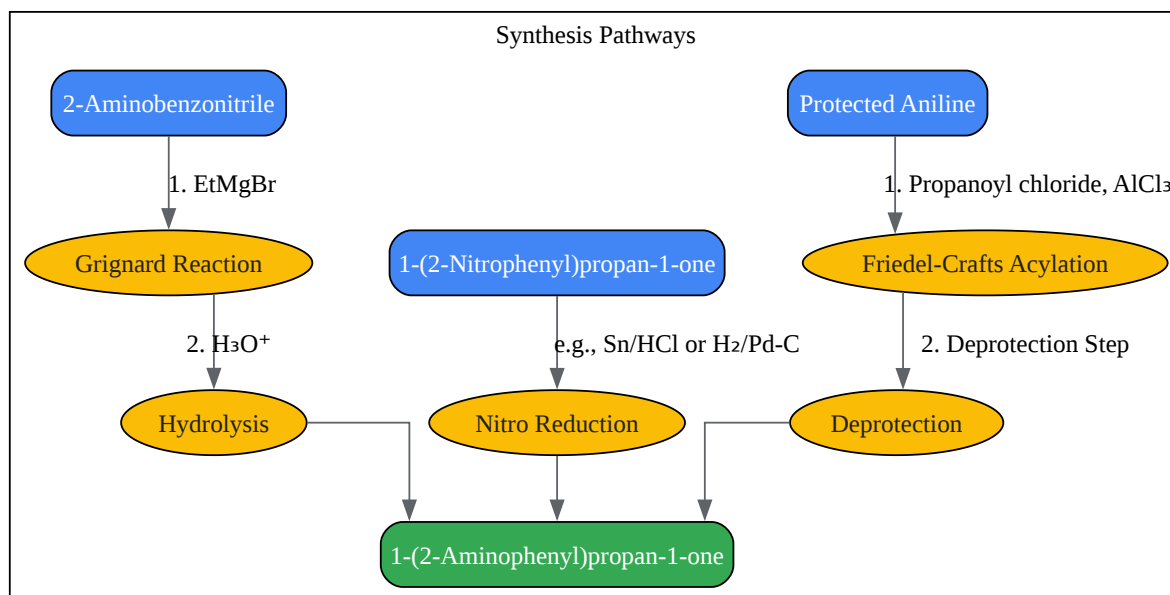 Synthesis Pathways
2-Aminobenzonitrile
Protected Aniline
1. EtMgBr
1. Propanoyl chloride, AlCl₃
Grignard Reaction
1-(2-Nitrophenyl)propan-1-one
Friedel-Crafts Acylation
2. H₃O⁺
e.g., Sn/HCl or H₂/Pd-C
2. Deprotection Step
Hydrolysis
Nitro Reduction
Deprotection
1-(2-Aminophenyl)propan-1-one